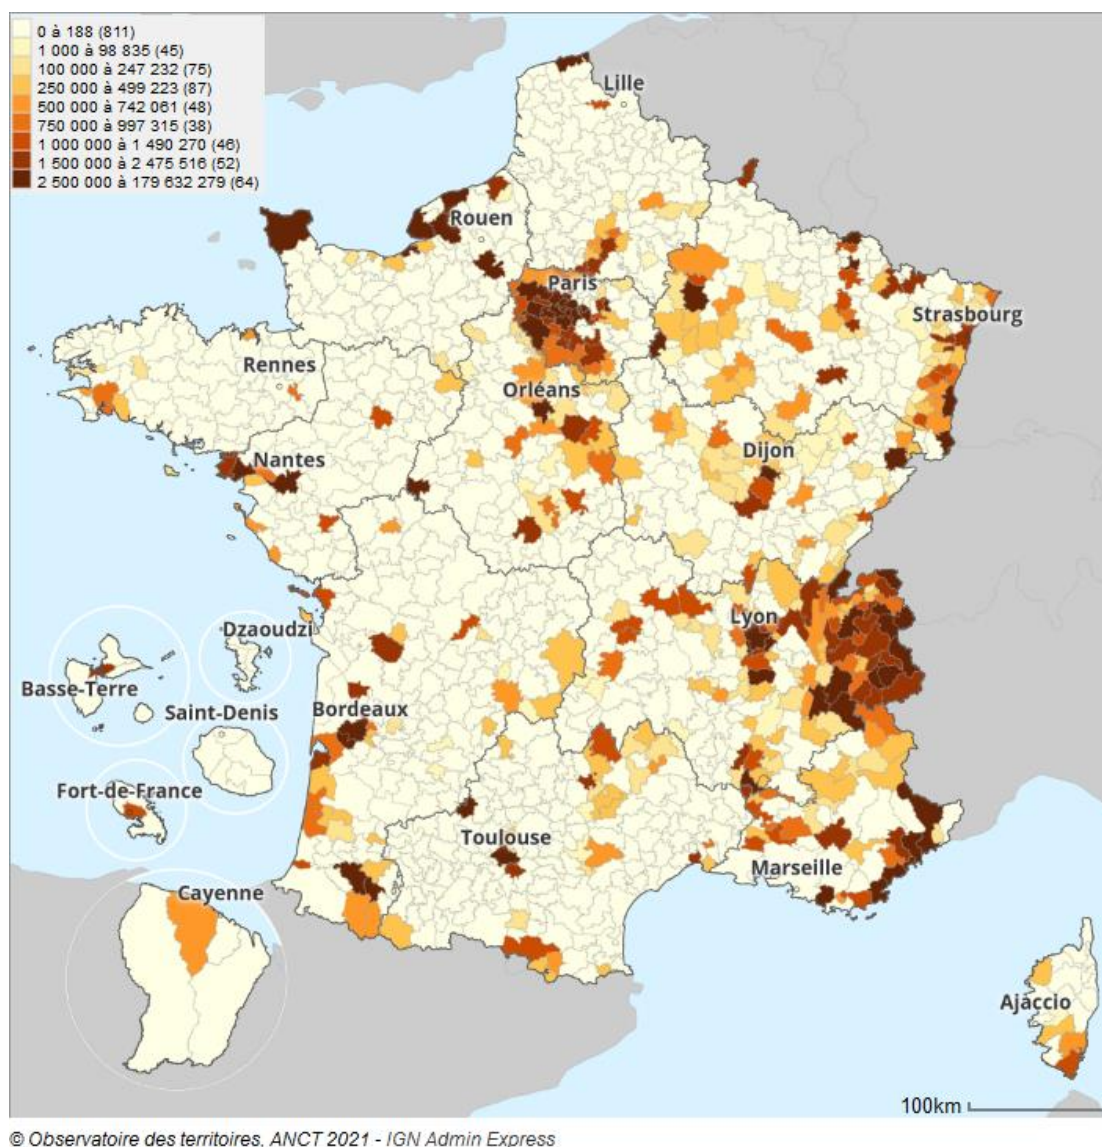 0 à 188 (811)
1 000 à 98 835 (45)
100 000 à 247 232 (75)
250 000 à 499 223 (87)
500 000 à 742 061 (48)
750 000 à 997 315 (38)
1 000 000 à 1 490 270 (46)
1 500 000 à 2 475 516 (52)
2 500 000 à 179 632 279 (64)
Lille
Rouen
Paris
Strasbourg
Rennes
Orléans
Dijon
Nantes
Lyon
Dzaoudzi
Basse-Terre
Saint-Denis
Bordeaux
Fort-de-France
Toulouse
Marseille
Cayenne
Ajaccio
100km
© Observatoire des territoires, ANCT 2021 - IGN Admin Express